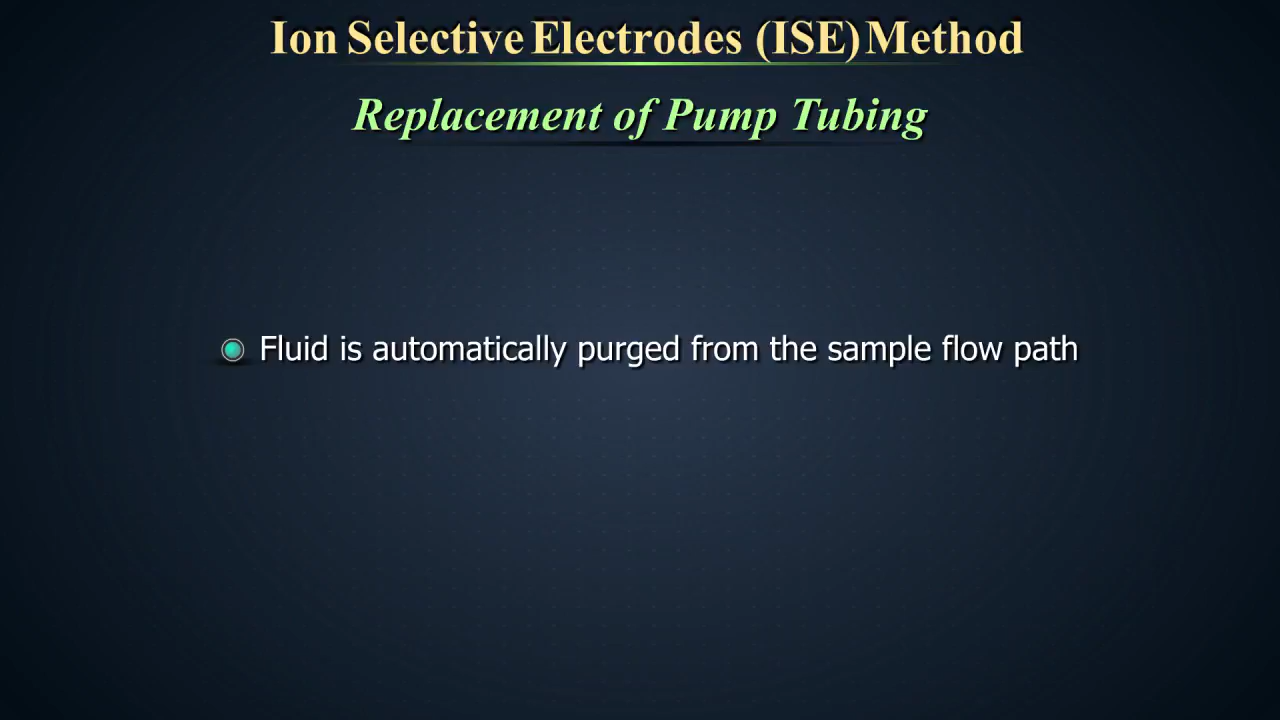 Ion Selective Electrodes (ISE) Method
Replacement of Pump Tubing
Fluid is automatically purged from the sample flow path